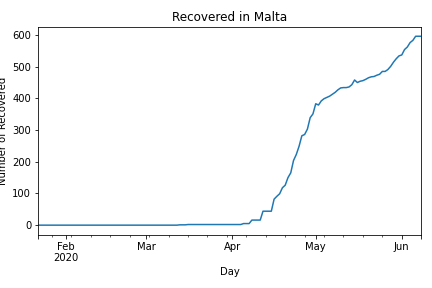 Recovered in Malta
Number of Recovered
600
500
400
300
200
100
0
Feb
2020
Mar
Apr
May
Jun
Day